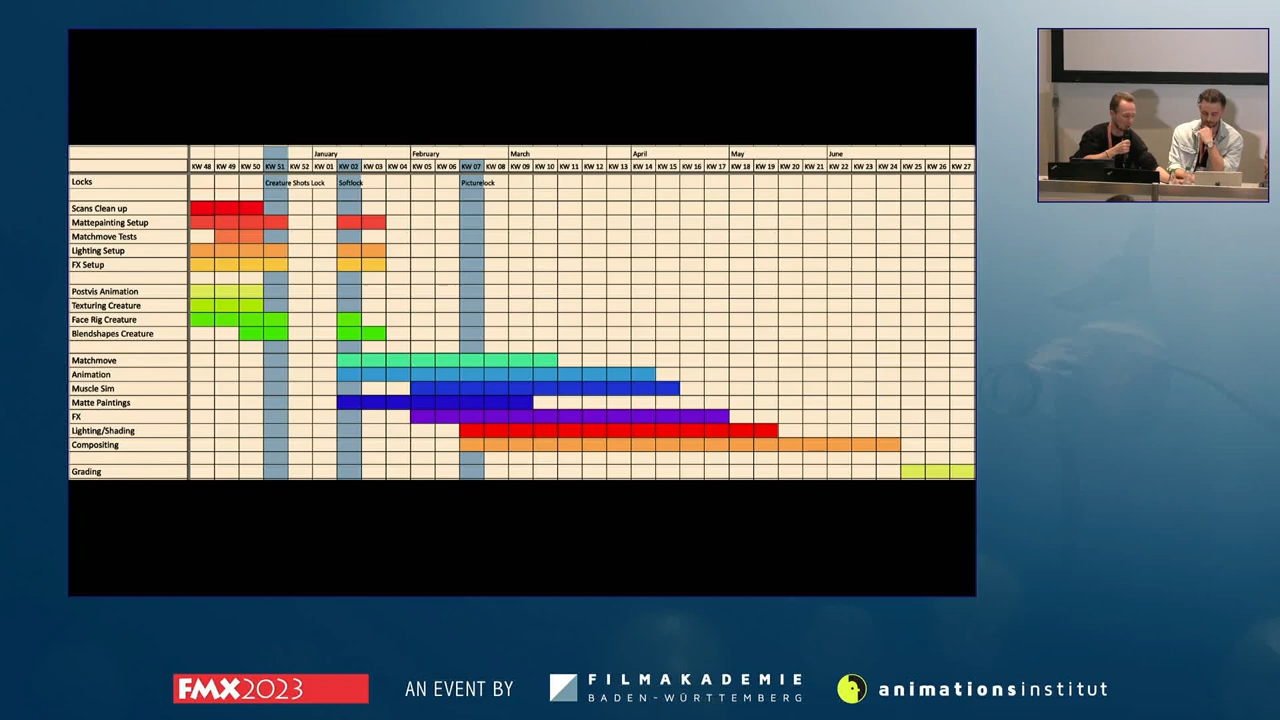 January February March April May June
KW 48 KW 49 KW 50 KW 51 KW 52 KW 01 KW 02 KW 03 KW 04 KW 05 KW 06 KW 07 KW 08 KW 09 KW 10 KW 11 KW 12 KW 13 KW 14 KW 15 KW 16 KW 17 KW 18 KW 19 KW 20 KW 21 KW 22 KW 23 KW 24 KW 25 KW 26 KW 27
Locks Creature Shots Lock Softlock Picturelock
Scans Clean up
Mattepainting Setup
Matchmove Tests
Lighting Setup
FX Setup
Postvis Animation
Texturing Creature
Face Rig Creature
Blendshapes Creature
Matchmove
Animation
Muscle Sim
Matte Paintings
FX
Lighting/Shading
Compositing
Grading
FMX2023 AN EVENT BY FILMAKADEMIE BADEN-WÜRTTEMBERG animationsinstitut